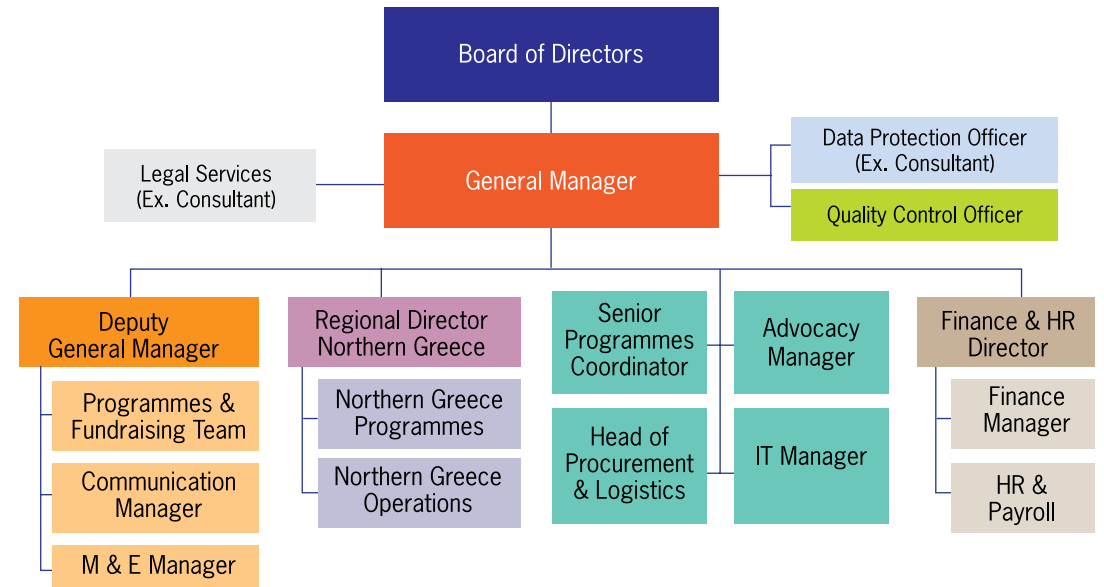 Board of Directors
Legal Services
(Ex. Consultant)
General Manager
Data Protection Officer
(Ex. Consultant)
Quality Control Officer
Deputy
General Manager
Programmes &
Fundraising Team
Communication
Manager
M & E Manager
Regional Director
Northern Greece
Northern Greece
Programmes
Northern Greece
Operations
Senior
Programmes
Coordinator
Advocacy
Manager
Head of
Procurement
& Logistics
IT Manager
Finance & HR
Director
Finance
Manager
HR &
Payroll